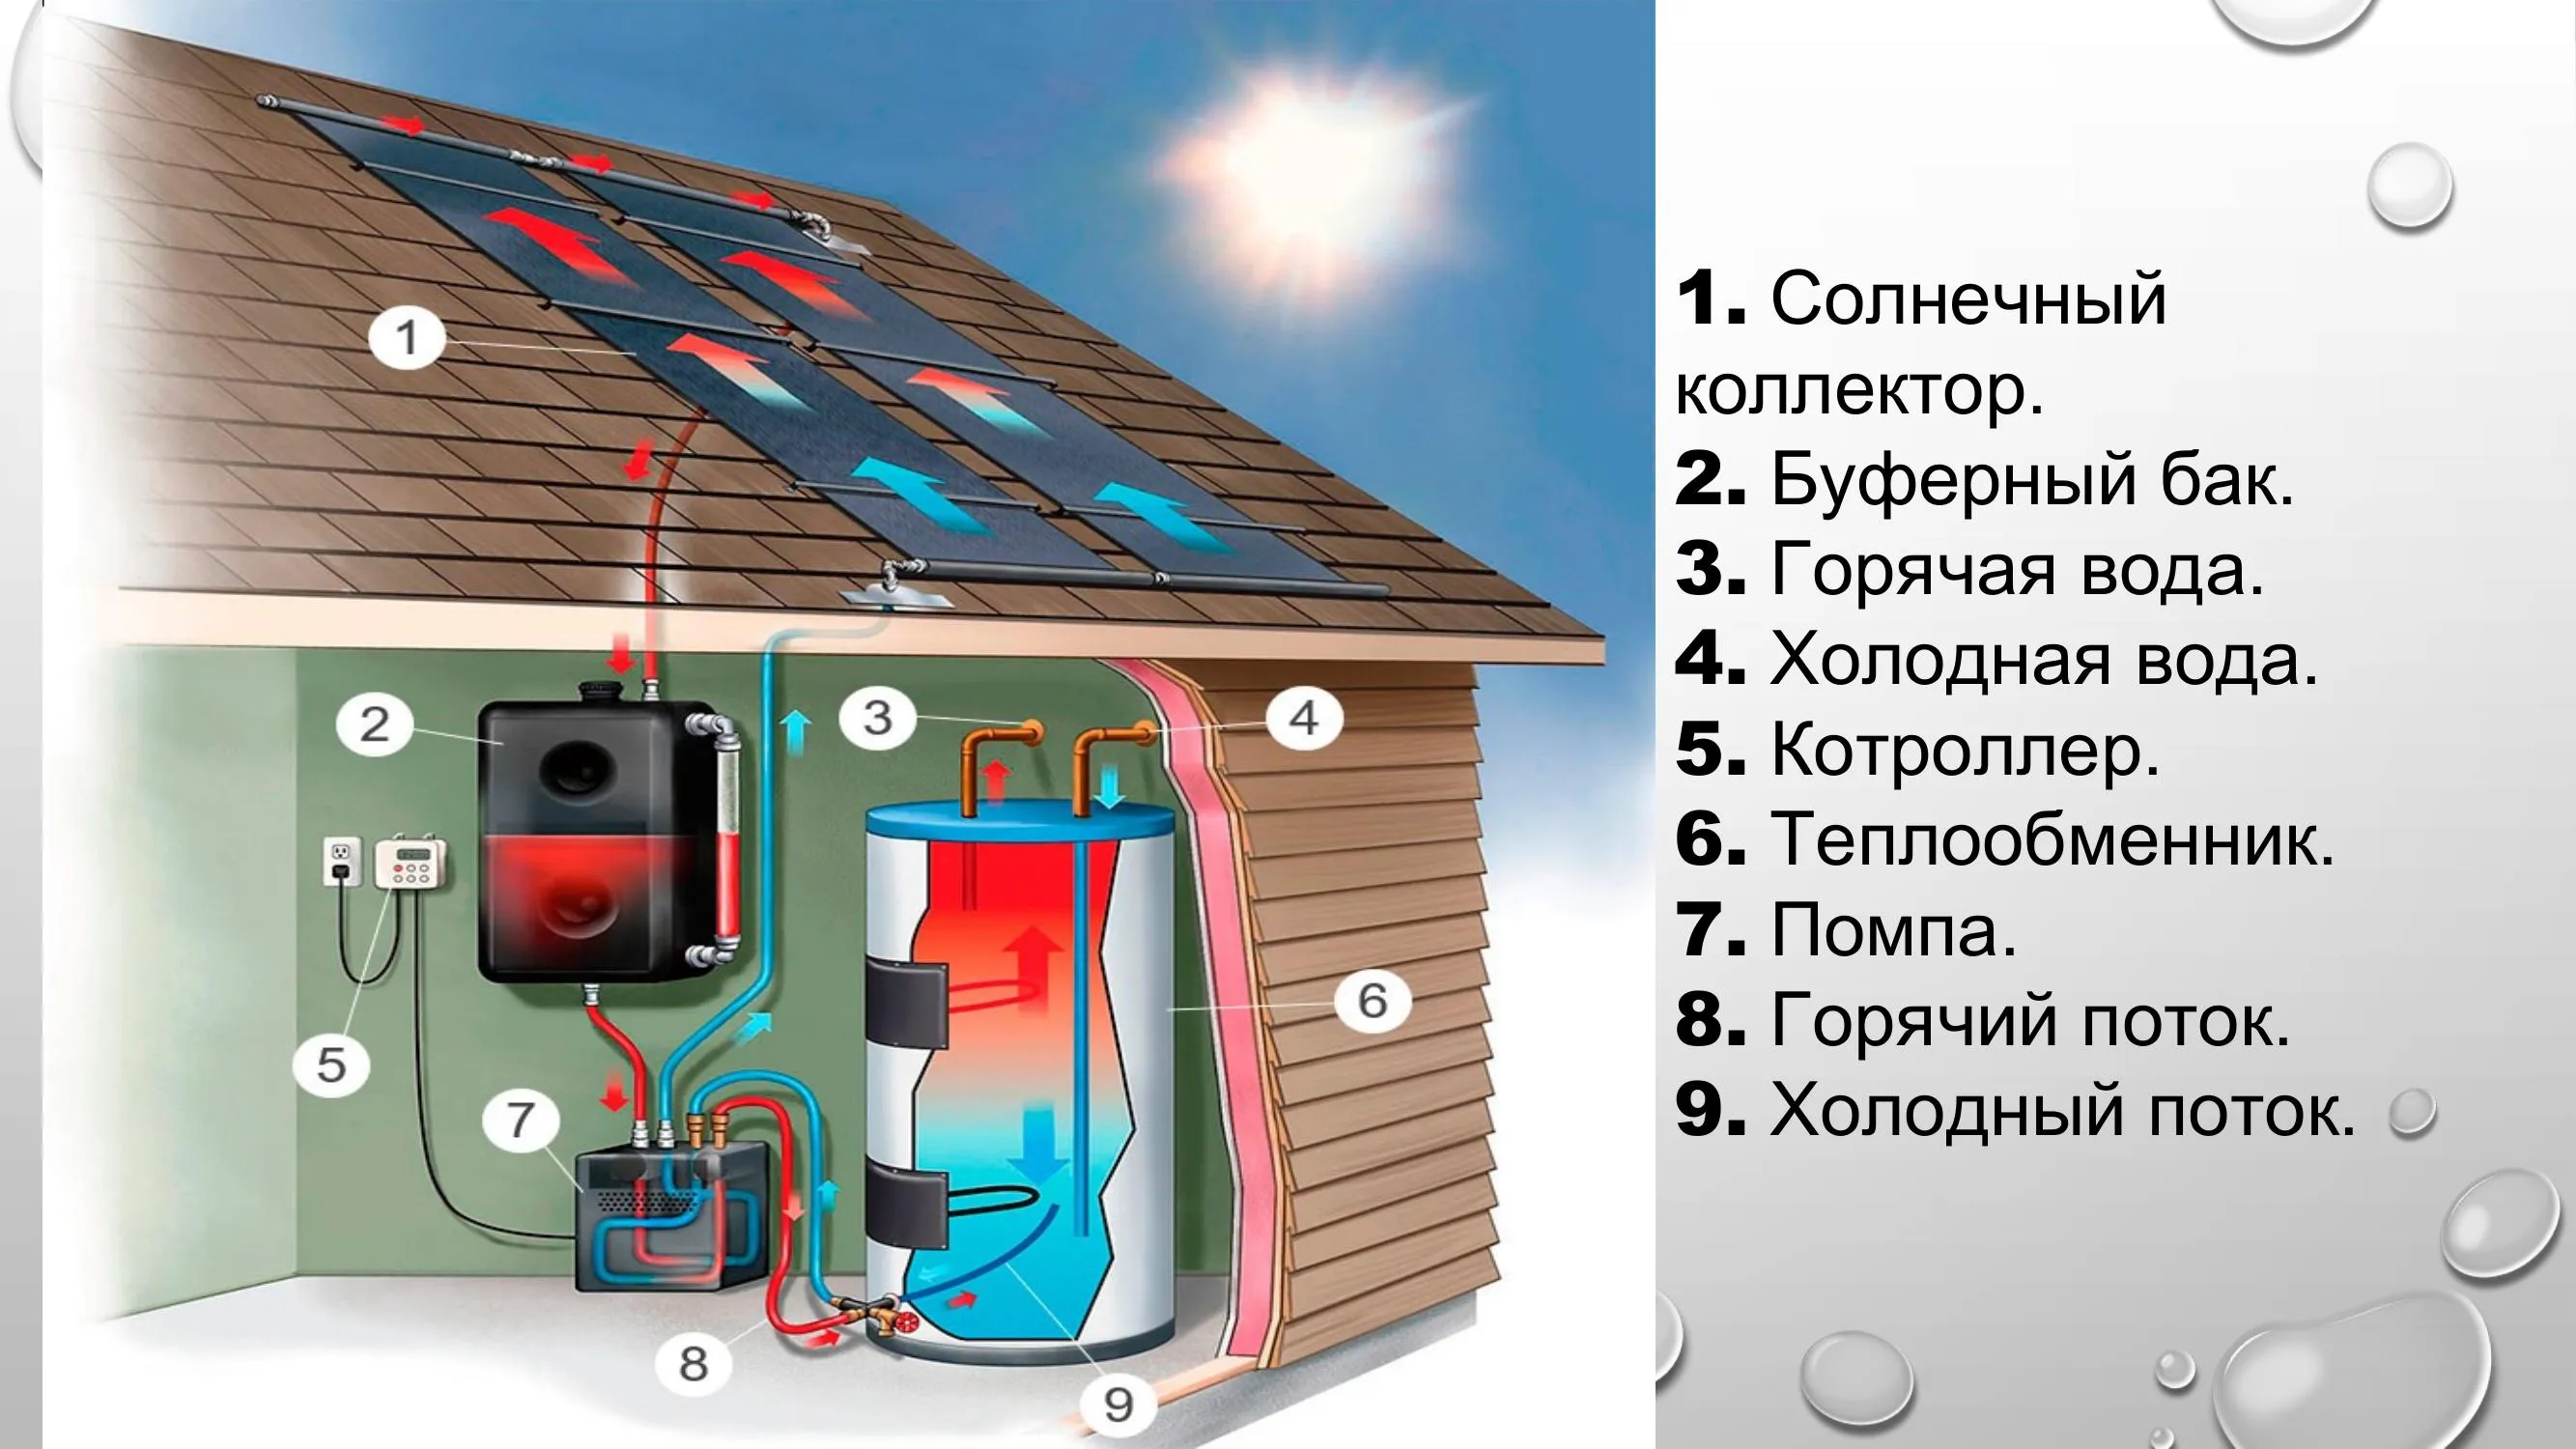 1
2
3
4
5
6
7
8
9
1. Солнечный
коллектор.
2. Буферный бак.
3. Горячая вода.
4. Холодная вода.
5. Котроллер.
6. Теплообменник.
7. Помпа.
8. Горячий поток.
9. Холодный поток.